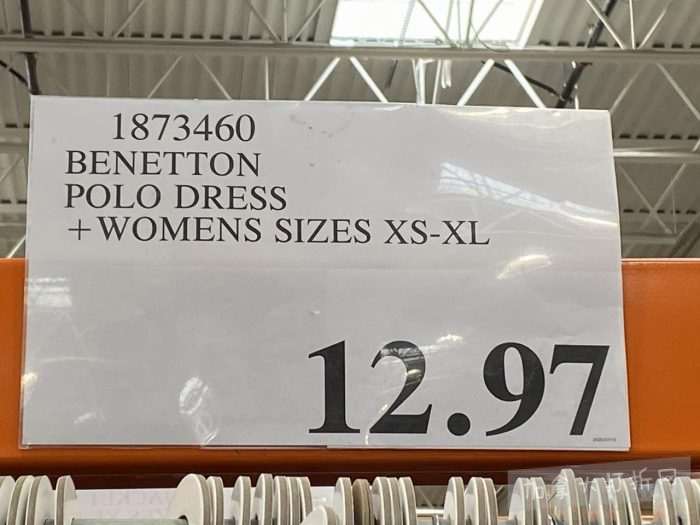 1873460
BENETTON
POLO DRESS
+WOMENS SIZES XS-XL
12.97